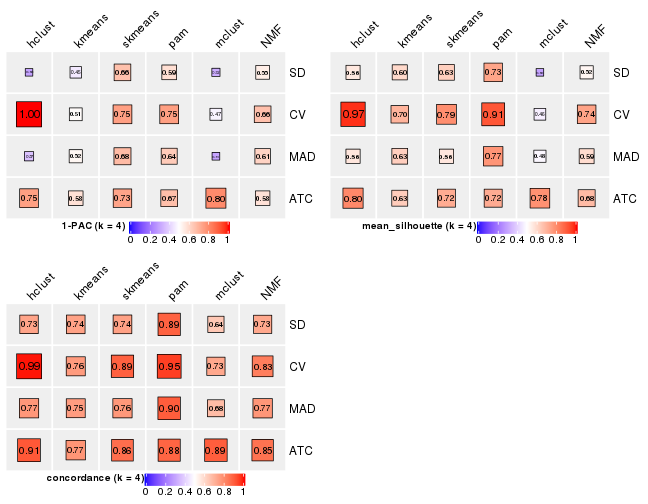 hclust kmeans skmeans pam mclust NMF
0.45 0.66 0.59 0.55 SD
1.00 0.51 0.75 0.75 0.47 0.66 CV
0.52 0.68 0.64 0.61 MAD
0.75 0.58 0.73 0.67 0.80 0.58 ATC
1-PAC (k = 4)
0 0.2 0.4 0.6 0.8 1
hclust kmeans skmeans pam mclust NMF
0.56 0.60 0.63 0.73 0.52 SD
0.97 0.70 0.79 0.91 0.46 0.74 CV
0.56 0.63 0.56 0.77 0.48 0.59 MAD
0.80 0.63 0.72 0.72 0.78 0.68 ATC
mean_silhouette (k = 4)
0 0.2 0.4 0.6 0.8 1
hclust kmeans skmeans pam mclust NMF
0.73 0.74 0.74 0.89 0.64 0.73 SD
0.99 0.76 0.89 0.95 0.73 0.83 CV
0.77 0.75 0.76 0.90 0.68 0.77 MAD
0.91 0.77 0.86 0.88 0.89 0.85 ATC
concordance (k = 4)
0 0.2 0.4 0.6 0.8 1